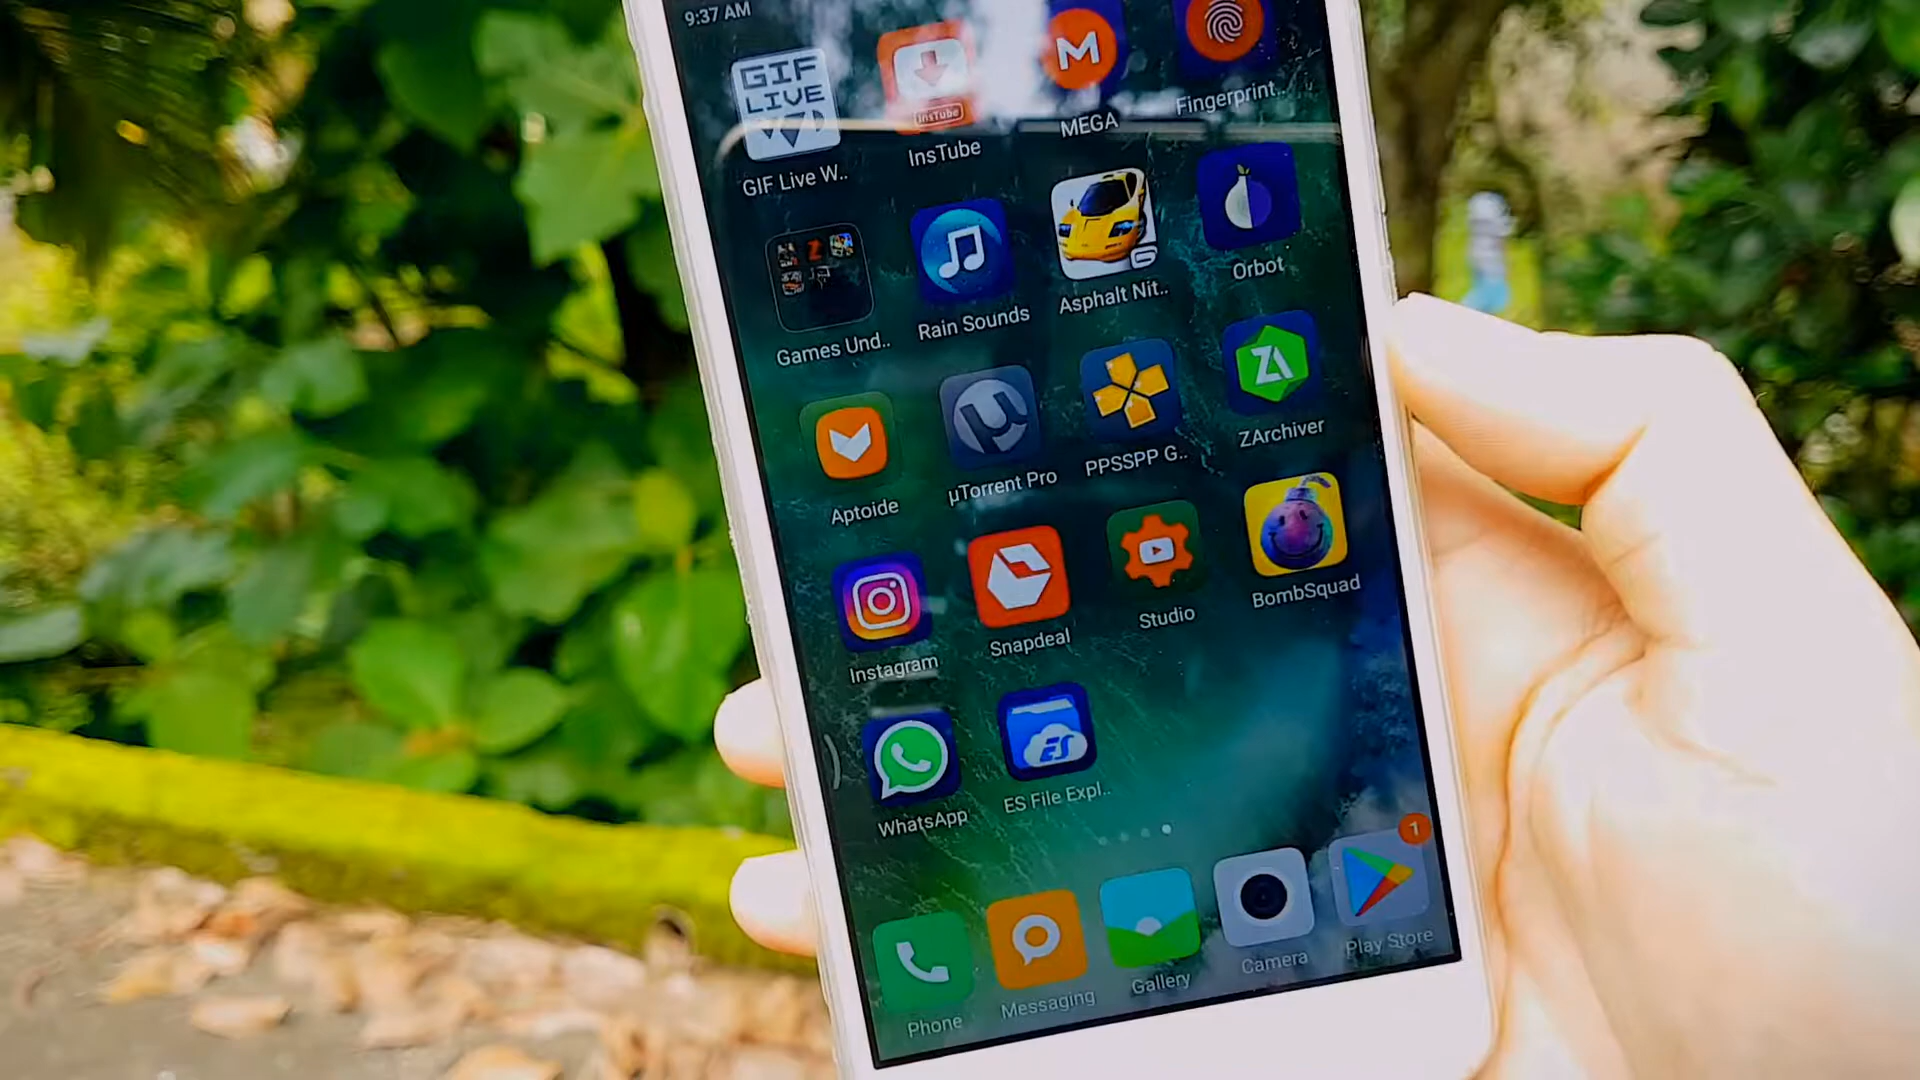 9:37 AM
GIF
LIVE
InsTube
M
GIF Live W..
InsTube
MEGA
Fingerprint..
Games Und..
Rain Sounds
Asphalt Nit..
Orbot
Aptoide
µ
µTorrent Pro
PPSSPP G..
ZA
ZArchiver
Instagram
Snapdeal
Studio
BombSquad
WhatsApp
ES
ES File Expl..
1
Phone
Messaging
Gallery
Camera
Play Store